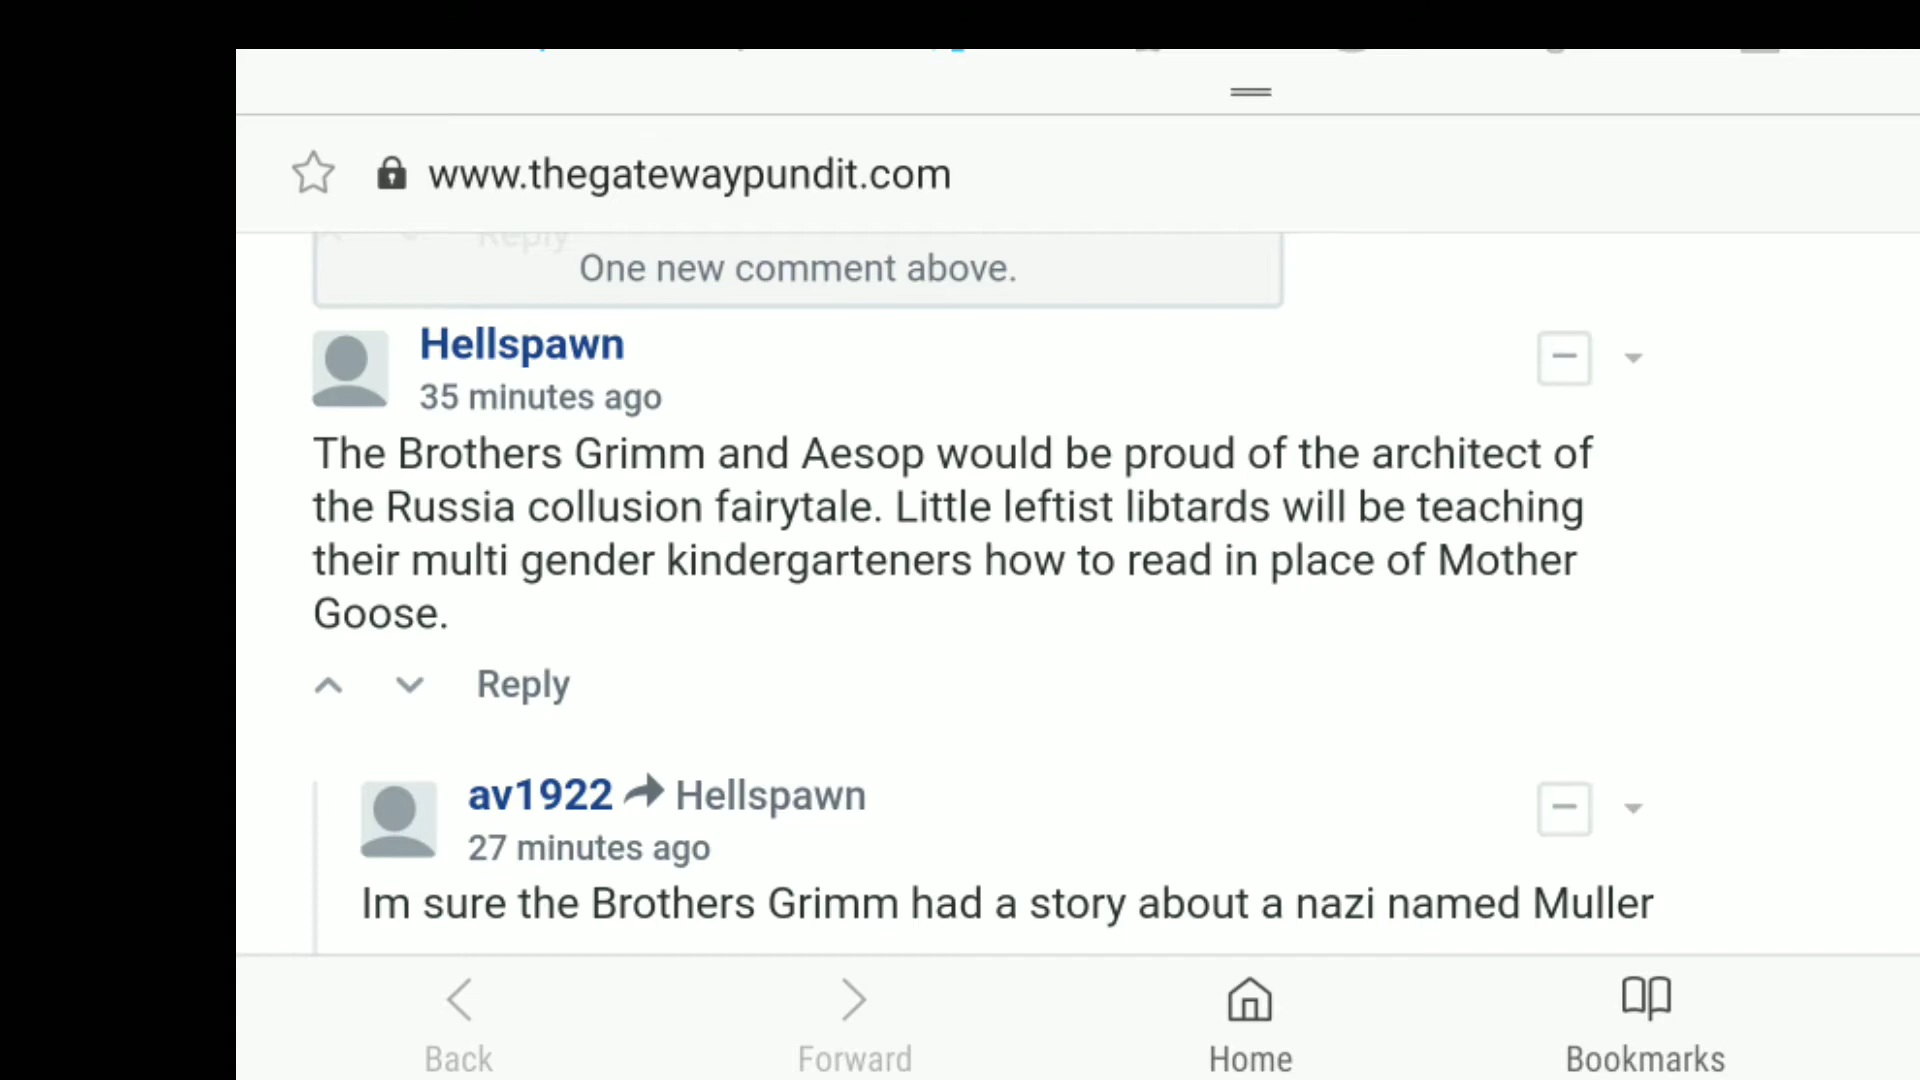 www.thegatewaypundit.com
Reply
One new comment above.
Hellspawn
35 minutes ago
The Brothers Grimm and Aesop would be proud of the architect of
the Russia collusion fairytale. Little leftist libtards will be teaching
their multi gender kindergarteners how to read in place of Mother
Goose.
Reply
av1922 Hellspawn
27 minutes ago
Im sure the Brothers Grimm had a story about a nazi named Muller
Back Forward Home Bookmarks